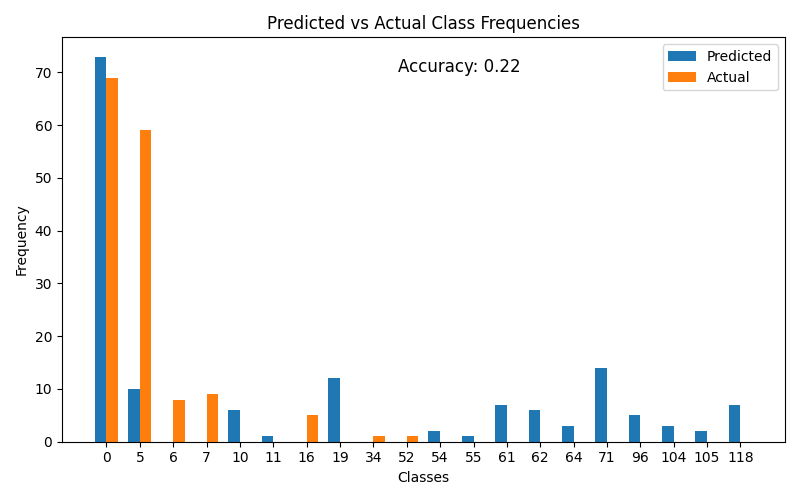 Predicted vs Actual Class Frequencies
Accuracy: 0.22
Predicted
Actual
Frequency
70
60
50
40
30
20
10
0
0 5 6 7 10 11 16 19 34 52 54 55 61 62 64 71 96 104 105 118
Classes